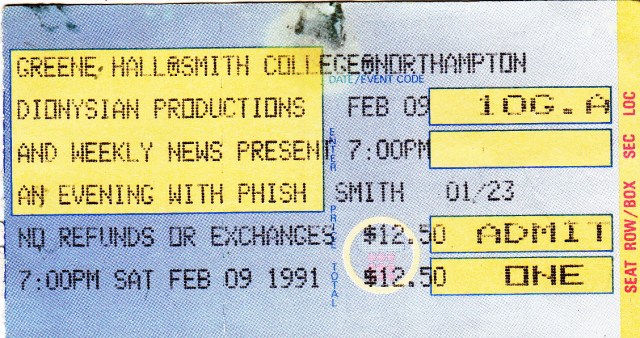 GREENE HALL@SMITH COLLEGE@NORTHAMPTON
DATE/EVENT CODE
DIONYSIAN PRODUCTIONS FEB 09 1OG.A
AND WEEKLY NEWS PRESENT 7:00PM
AN EVENING WITH PHISH SMITH 01/23
NO REFUNDS OR EXCHANGES $12.50 ADMIT
7:00PM SAT FEB 09 1991 $12.50 ONE
ENTER
TOTAL
SEAT ROW/BOX SEC LOC